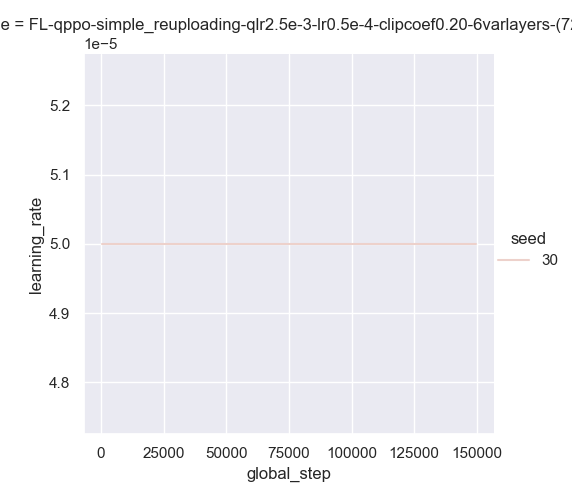 e = FL-qppo-simple_reuploading-qlr2.5e-3-lr0.5e-4-clipcoef0.20-6varlayers-(72
1e−5
5.2
5.1
5.0
4.9
4.8
learning_rate
0 25000 50000 75000 100000 125000 150000
global_step
seed
30